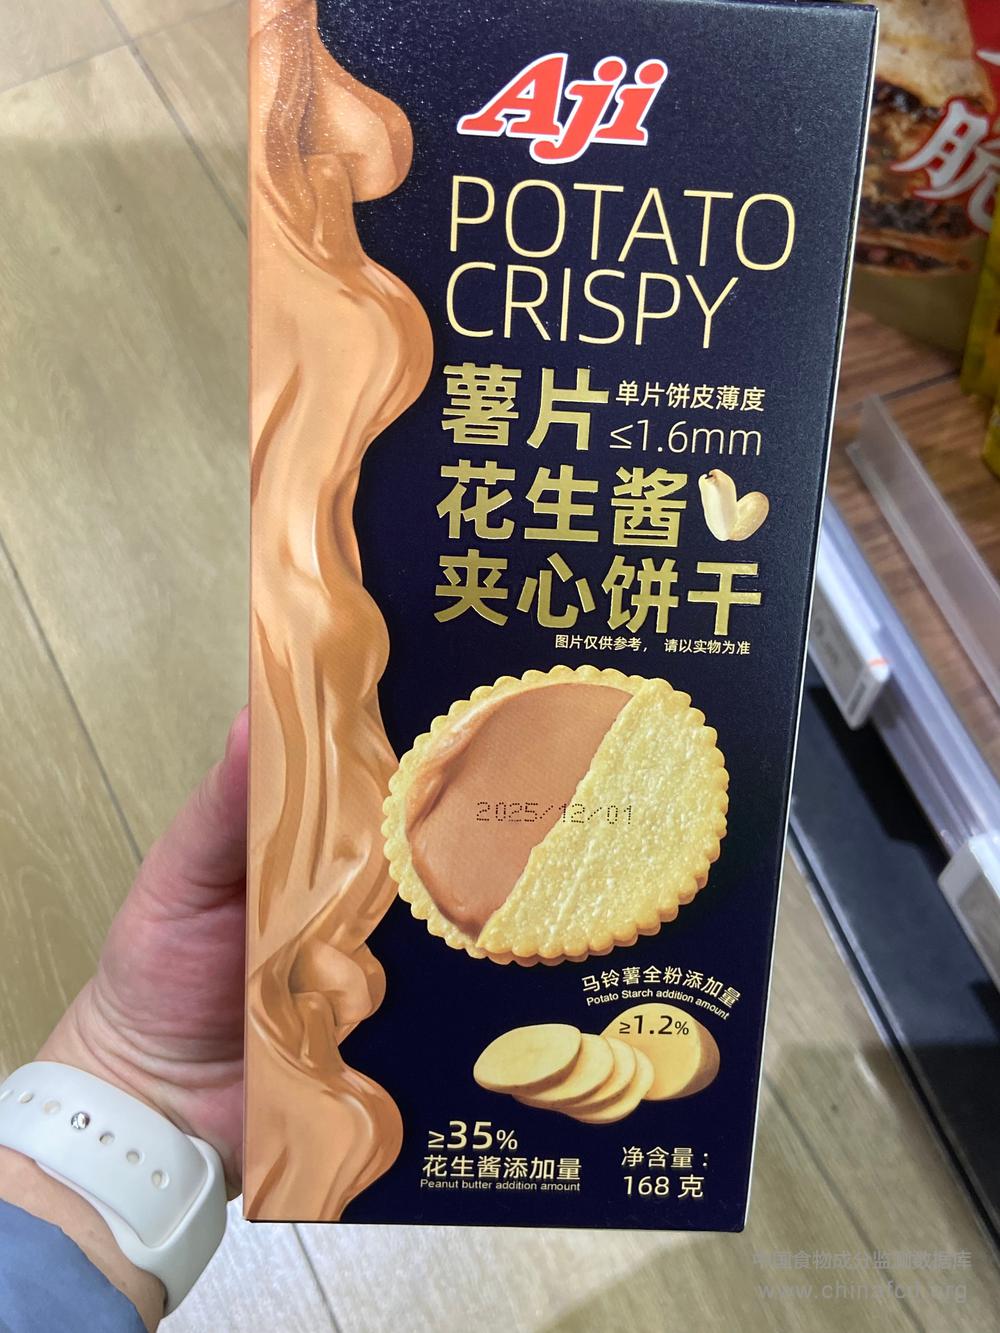 Aji
POTATO
CRISPY
薯片
单片饼皮薄度
≤1.6mm
花生酱
夹心饼干
图片仅供参考， 请以实物为准
2025/12/01
马铃薯全粉添加量
Potato Starch addition amount
≥1.2%
≥35%
花生酱添加量
Peanut butter addition amount
净含量：
168 克
脆
中国食物成分监测数据库
www.chinafcd.org